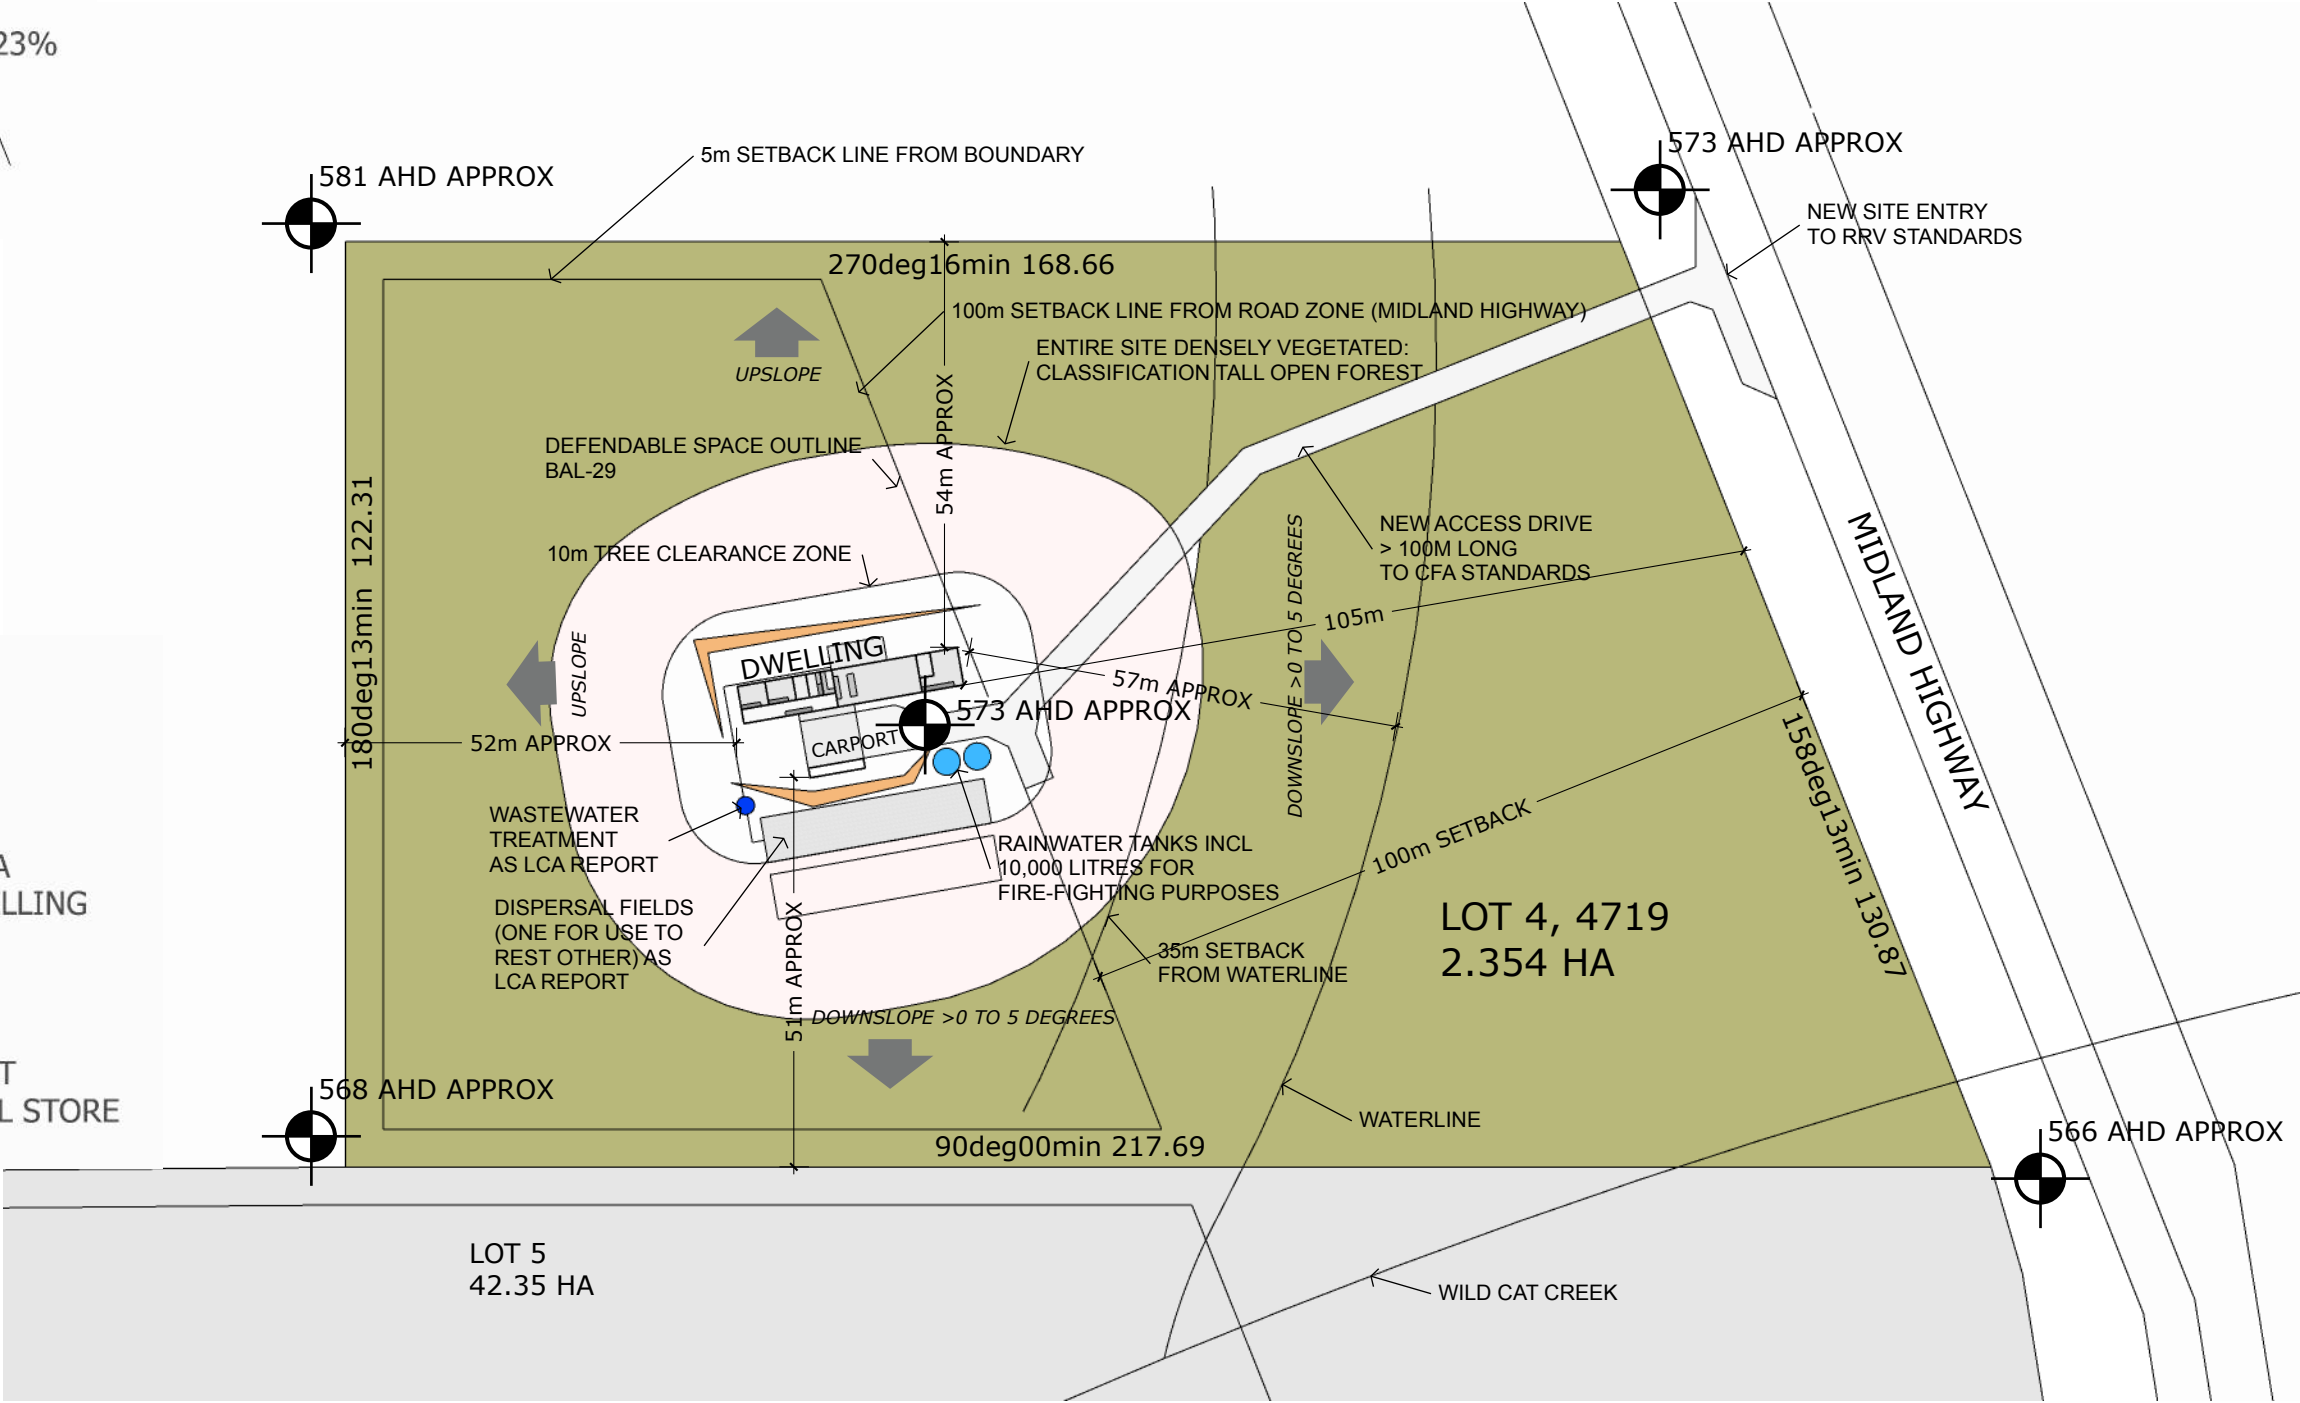 23%
573 AHD APPROX
5m SETBACK LINE FROM BOUNDARY
581 AHD APPROX
NEW SITE ENTRY
TO RRV STANDARDS
270deg16min 168.66
100m SETBACK LINE FROM ROAD ZONE (MIDLAND HIGHWAY)
ENTIRE SITE DENSELY VEGETATED:
CLASSIFICATION TALL OPEN FOREST
UPSLOPE
54m APPROX
DEFENDABLE SPACE OUTLINE
BAL-29
10m TREE CLEARANCE ZONE
180deg13min 122.31
NEW ACCESS DRIVE
> 100M LONG
TO CFA STANDARDS
DOWNSLOPE >0 TO 5 DEGREES
105m
MIDLAND HIGHWAY
UPSLOPE
DWELLING
57m APPROX
573 AHD APPROX
CARPORT
52m APPROX
158deg13min 130.87
WASTEWATER
TREATMENT
AS LCA REPORT
RAINWATER TANKS INCL
10,000 LITRES FOR
FIRE-FIGHTING PURPOSES
100m SETBACK
A
LLING
DISPERSAL FIELDS
(ONE FOR USE TO
REST OTHER) AS
LCA REPORT
51m APPROX
35m SETBACK
FROM WATERLINE
LOT 4, 4719
2.354 HA
DOWNSLOPE >0 TO 5 DEGREES
T
L STORE
568 AHD APPROX
WATERLINE
90deg00min 217.69
566 AHD APPROX
LOT 5
42.35 HA
WILD CAT CREEK